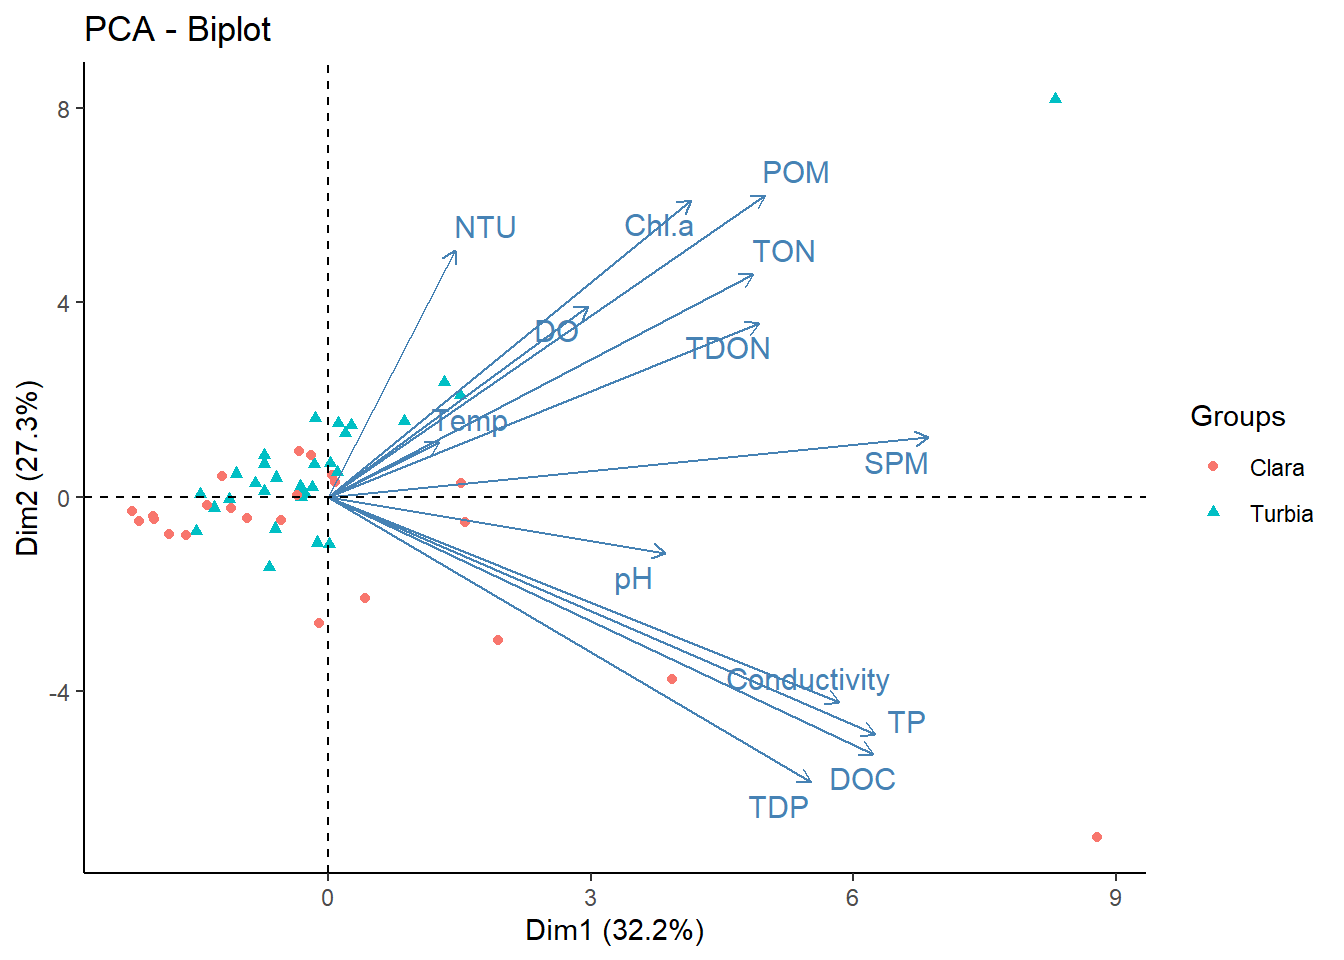 PCA - Biplot
8
4
0
-4
Dim2 (27.3%)
POM
NTU
Chl.a
TON
DO
TDON
Temp
SPM
pH
Conductivity
TP
DOC
TDP
0
3
6
9
Dim1 (32.2%)
Groups
Clara
Turbia